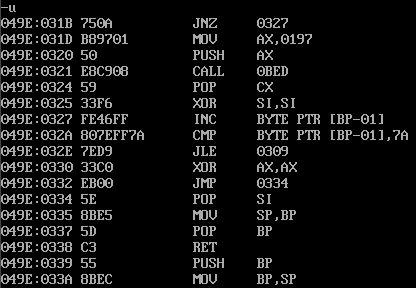 -u
049E:031B 750A          JNZ     0327
049E:031D B89701        MOV     AX,0197
049E:0320 50            PUSH    AX
049E:0321 E8C908        CALL    0BED
049E:0324 59            POP     CX
049E:0325 33F6          XOR     SI,SI
049E:0327 FE46FF        INC     BYTE PTR [BP-01]
049E:032A 807EFF7A      CMP     BYTE PTR [BP-01],7A
049E:032E 7ED9          JLE     0309
049E:0330 33C0          XOR     AX,AX
049E:0332 EB00          JMP     0334
049E:0334 5E            POP     SI
049E:0335 8BE5          MOV     SP,BP
049E:0337 5D            POP     BP
049E:0338 C3            RET
049E:0339 55            PUSH    BP
049E:033A 8BEC          MOV     BP,SP